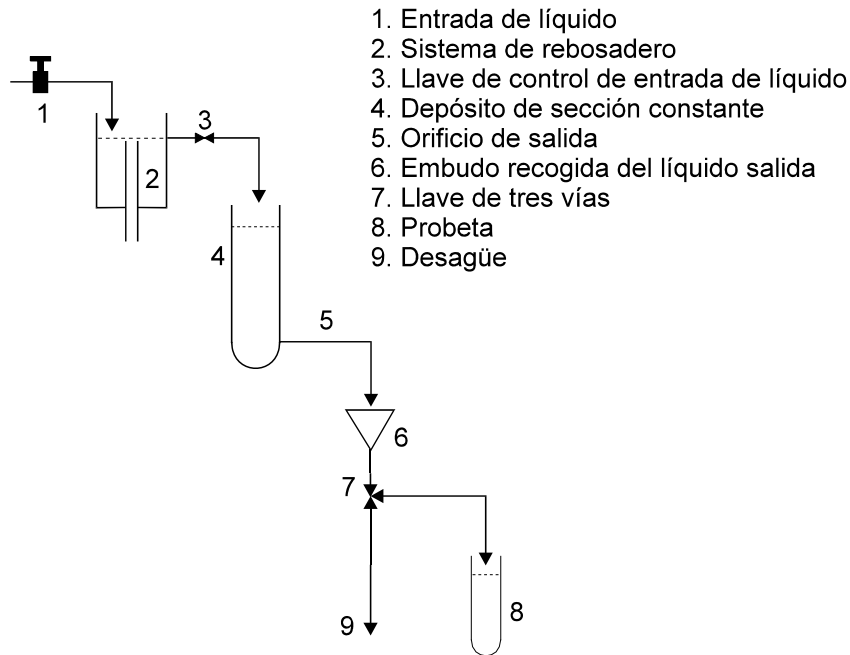 1. Entrada de líquido
2. Sistema de rebosadero
3. Llave de control de entrada de líquido
4. Depósito de sección constante
5. Orificio de salida
6. Embudo recogida del líquido salida
7. Llave de tres vías
8. Probeta
9. Desagüe
1
3
2
4
5
6
7
8
9